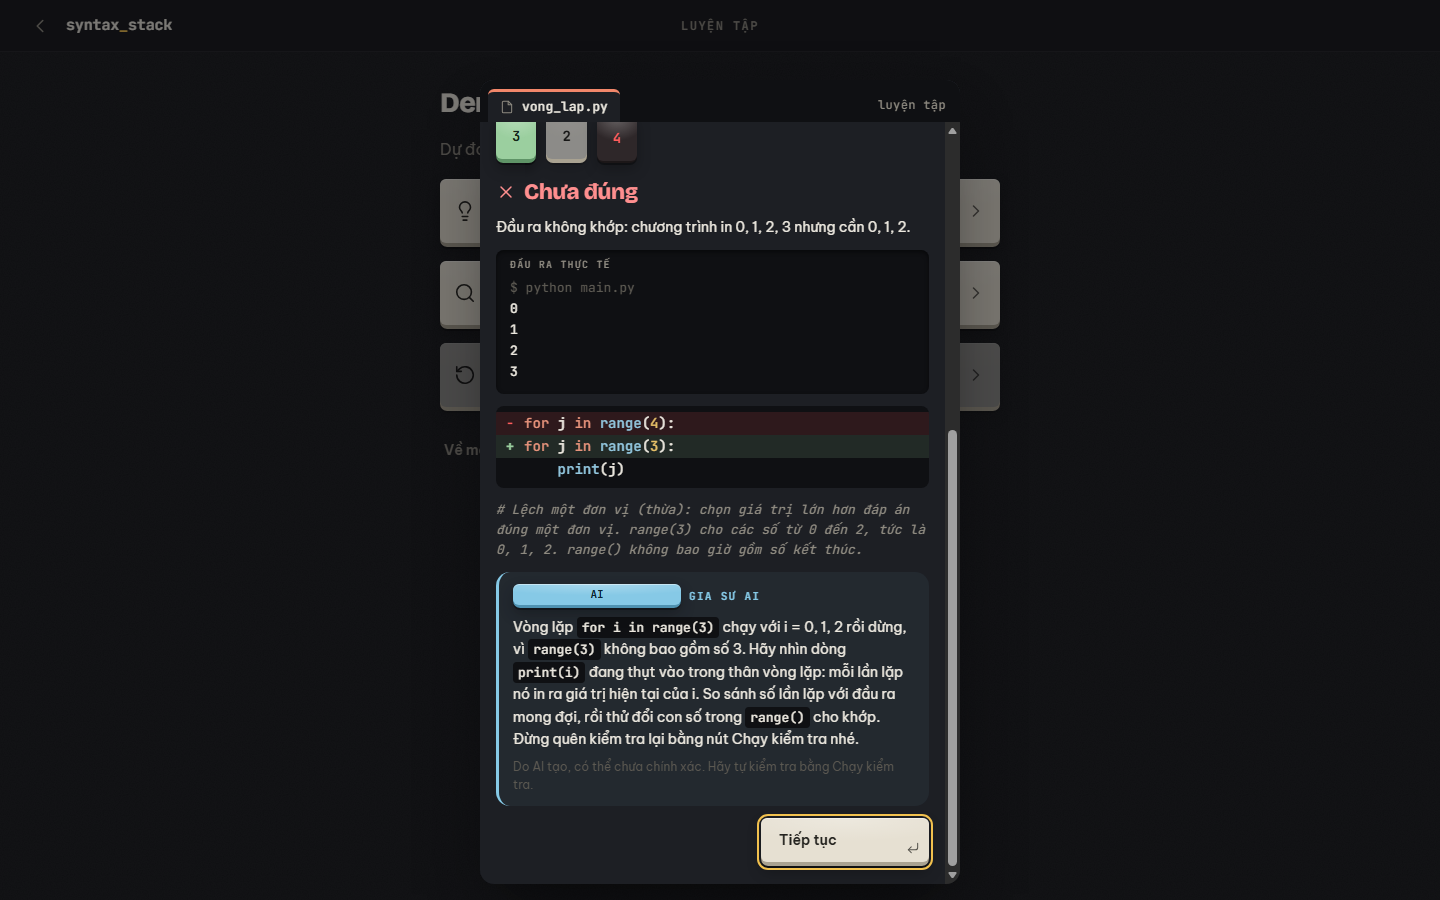 syntax_stack
LUYỆN TẬP
vong_lap.py
luyện tập
Dự đo
3
2
4
Chưa đúng
Đầu ra không khớp: chương trình in 0, 1, 2, 3 nhưng cần 0, 1, 2.
ĐẦU RA THỰC TẾ
$ python main.py
0
1
2
3
- for j in range(4):
+ for j in range(3):
print(j)
# Lệch một đơn vị (thừa): chọn giá trị lớn hơn đáp án
đúng một đơn vị. range(3) cho các số từ 0 đến 2, tức là
0, 1, 2. range() không bao giờ gồm số kết thúc.
Về m
AI
GIA SƯ AI
Vòng lặp for i in range(3) chạy với i = 0, 1, 2 rồi dừng,
vì range(3) không bao gồm số 3. Hãy nhìn dòng
print(i) đang thụt vào trong thân vòng lặp: mỗi lần lặp
nó in ra giá trị hiện tại của i. So sánh số lần lặp với đầu ra
mong đợi, rồi thử đổi con số trong range() cho khớp.
Đừng quên kiểm tra lại bằng nút Chạy kiểm tra nhé.
Do AI tạo, có thể chưa chính xác. Hãy tự kiểm tra bằng Chạy kiểm
tra.
Tiếp tục